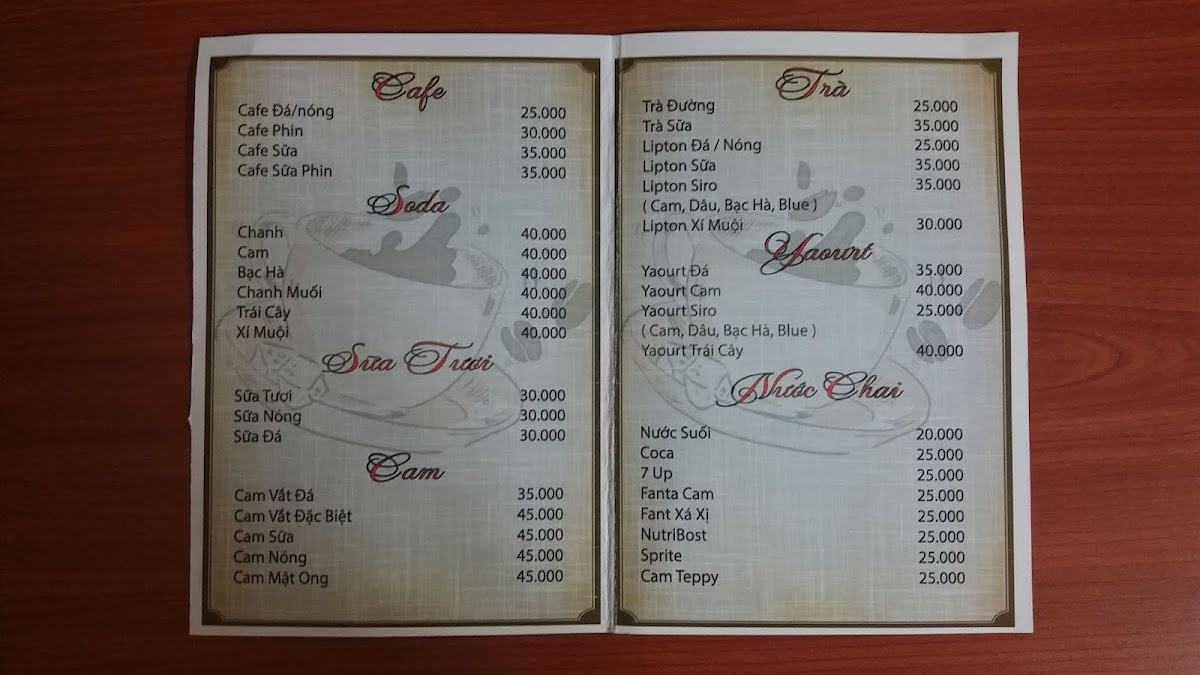 Cafe
Cafe Đá/nóng 25.000
Cafe Phin 30.000
Cafe Sữa 35.000
Cafe Sữa Phin 35.000
Soda
Chanh 40.000
Cam 40.000
Bạc Hà 40.000
Chanh Muối 40.000
Trái Cây 40.000
Xí Muội 40.000
Sữa Tươi
Sữa Tươi 30.000
Sữa Nóng 30.000
Sữa Đá 30.000
Cam
Cam Vắt Đá 35.000
Cam Vắt Đặc Biệt 45.000
Cam Sữa 45.000
Cam Nóng 45.000
Cam Mật Ong 45.000
Trà
Trà Đường 25.000
Trà Sữa 35.000
Lipton Đá / Nóng 25.000
Lipton Sữa 35.000
Lipton Siro 35.000
( Cam, Dâu, Bạc Hà, Blue )
Lipton Xí Muội 30.000
Yaourt
Yaourt Đá 35.000
Yaourt Cam 40.000
Yaourt Siro 25.000
( Cam, Dâu, Bạc Hà, Blue )
Yaourt Trái Cây 40.000
Nước Chai
Nước Suối 20.000
Coca 25.000
7 Up 25.000
Fanta Cam 25.000
Fant Xá Xị 25.000
NutriBost 25.000
Sprite 25.000
Cam Teppy 25.000